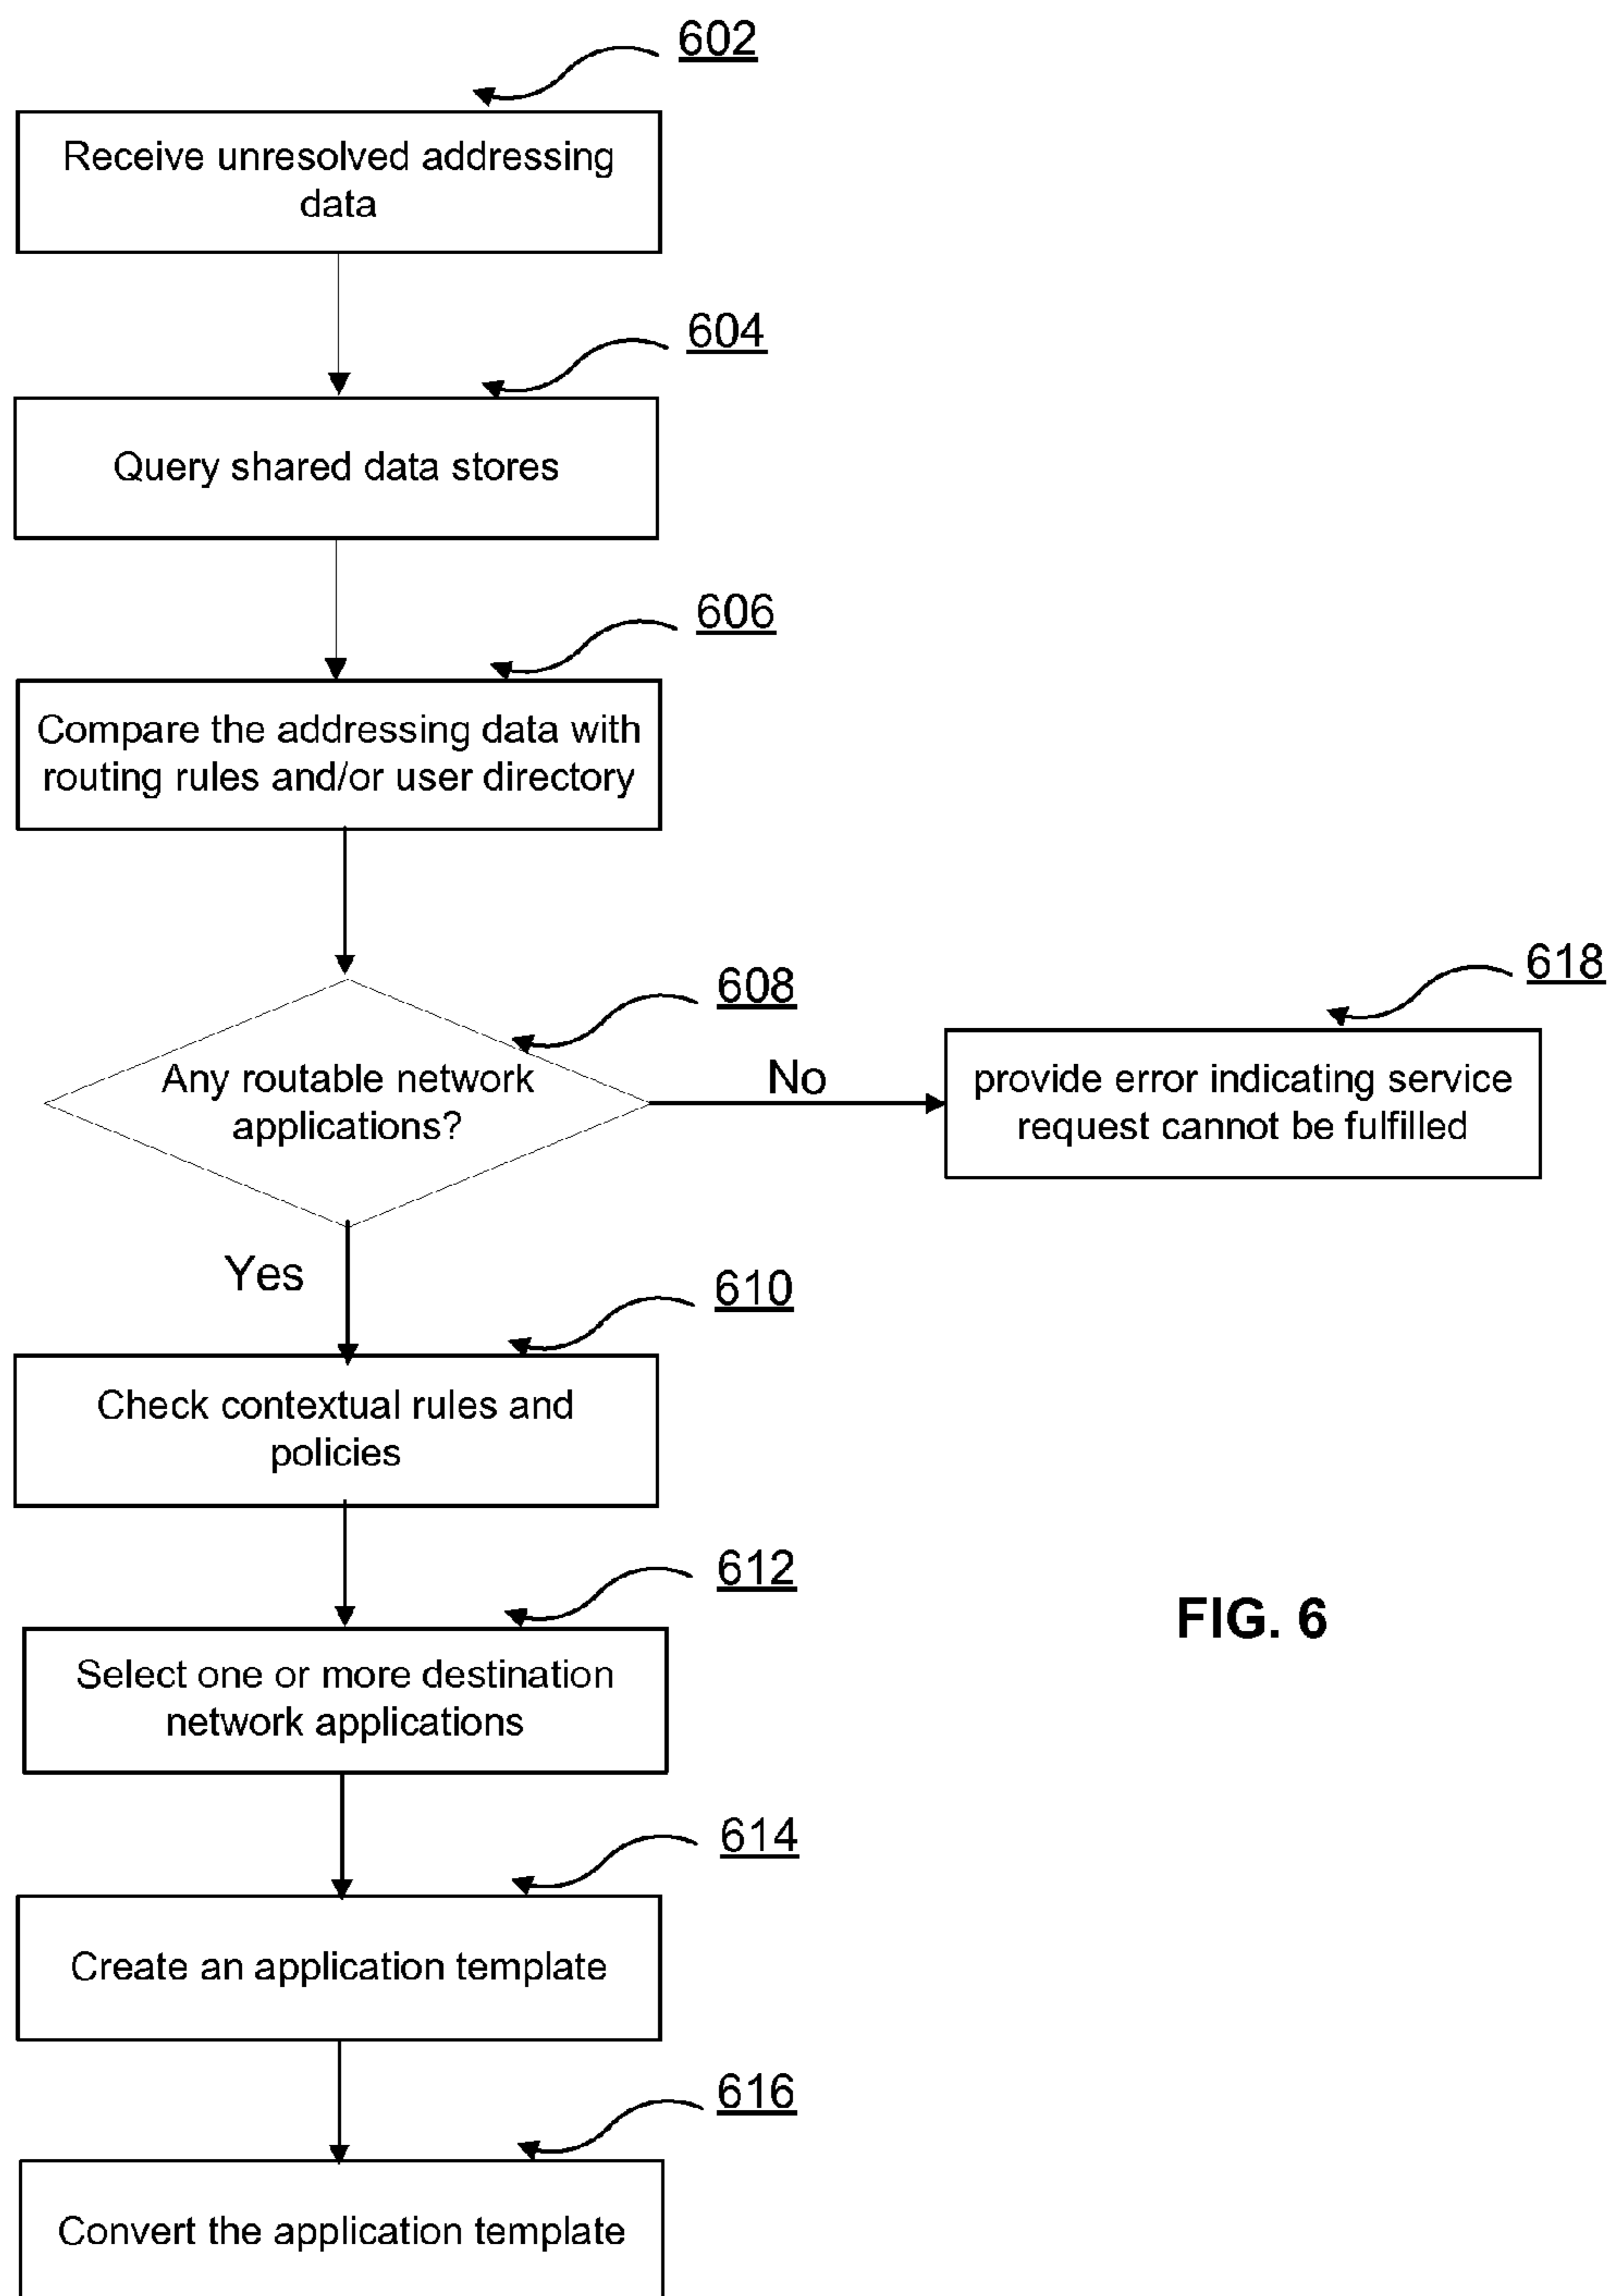 602
Receive unresolved addressing
data
604
Query shared data stores
606
Compare the addressing data with
routing rules and/or user directory
608
Any routable network
applications?
No
618
provide error indicating service
request cannot be fulfilled
Yes
610
Check contextual rules and
policies
612
Select one or more destination
network applications
FIG. 6
614
Create an application template
616
Convert the application template